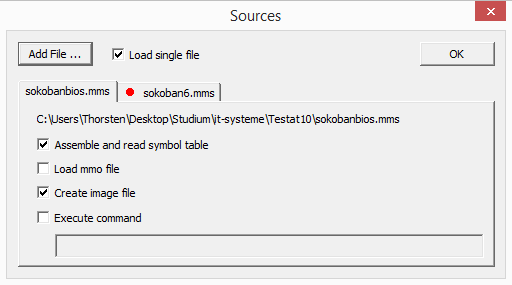 Sources
Add File ... Load single file OK
sokobanbios.mms sokoban6.mms
C:\Users\Thorsten\Desktop\Studium\it-systeme\Testat10\sokobanbios.mms
Assemble and read symbol table
Load mmo file
Create image file
Execute command